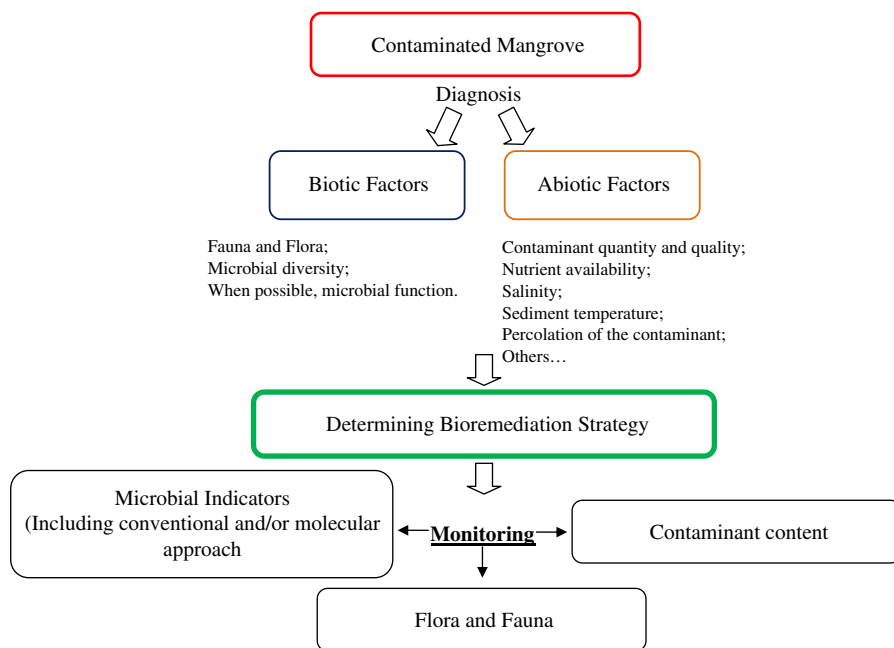 Contaminated Mangrove
Diagnosis
Biotic Factors
Abiotic Factors
Fauna and Flora;
Microbial diversity;
When possible, microbial function.
Contaminant quantity and quality;
Nutrient availability;
Salinity;
Sediment temperature;
Percolation of the contaminant;
Others…
Determining Bioremediation Strategy
Microbial Indicators
(Including conventional and/or molecular
approach
Monitoring
Contaminant content
Flora and Fauna